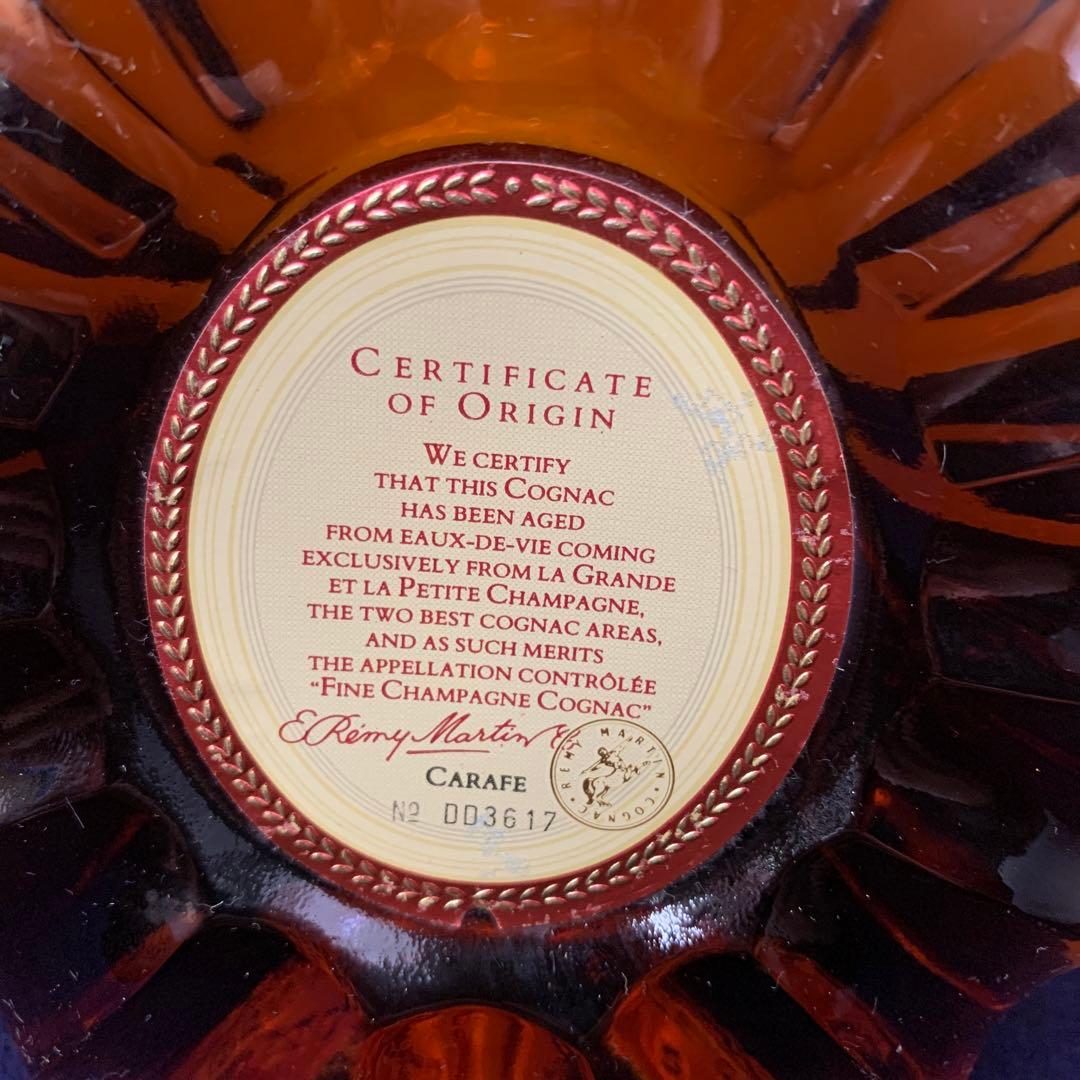 CERTIFICATE
OF ORIGIN
WE CERTIFY
THAT THIS COGNAC
HAS BEEN AGED
FROM EAUX-DE-VIE COMING
EXCLUSIVELY FROM LA GRANDE
ET LA PETITE CHAMPAGNE,
THE TWO BEST COGNAC AREAS,
AND AS SUCH MERITS
THE APPELLATION CONTRÔLÉE
“FINE CHAMPAGNE COGNAC”
E. Rémy Martin
REMY MARTIN • COGNAC •
CARAFE
Nº DD3617